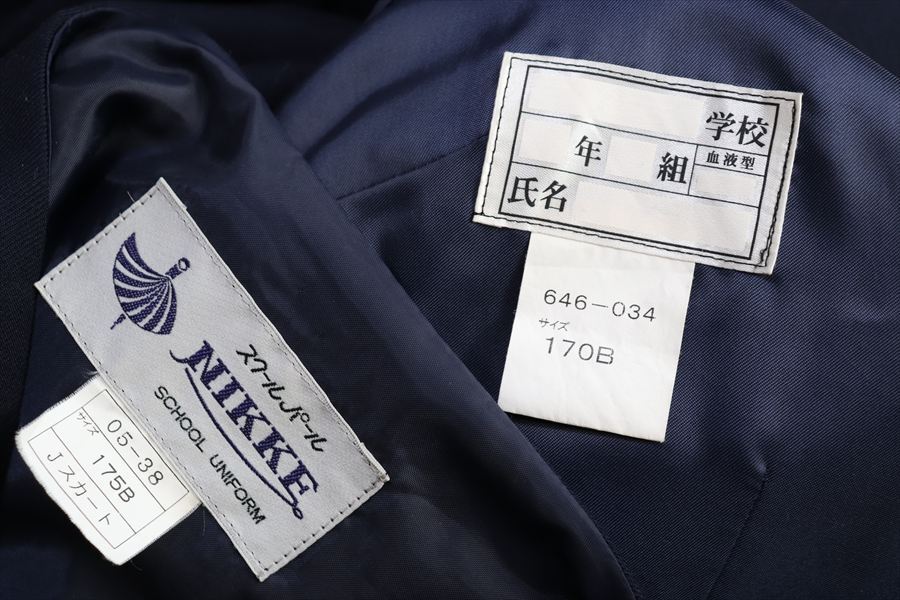 学校
年 組 血液型
氏名
646-034
サイズ
170B
スクールパール
NIKKE
SCHOOL UNIFORM
05-38
サイズ 175B
Jスカート